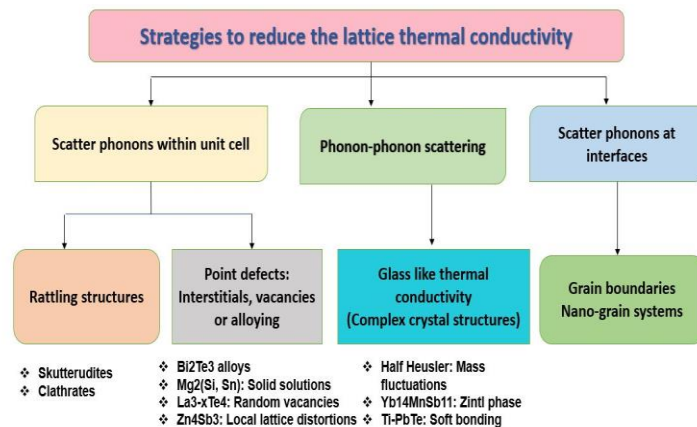 Strategies to reduce the lattice thermal conductivity
Scatter phonons within unit cell
Phonon-phonon scattering
Scatter phonons at
interfaces
Rattling structures
Point defects:
Interstitials, vacancies
or alloying
Glass like thermal
conductivity
(Complex crystal structures)
Grain boundaries
Nano-grain systems
❖ Skutterudites
❖ Clathrates
❖ Bi2Te3 alloys
❖ Mg2(Si, Sn): Solid solutions
❖ La3-xTe4: Random vacancies
❖ Zn4Sb3: Local lattice distortions
❖ Half Heusler: Mass
fluctuations
❖ Yb14MnSb11: Zintl phase
❖ Ti-PbTe: Soft bonding